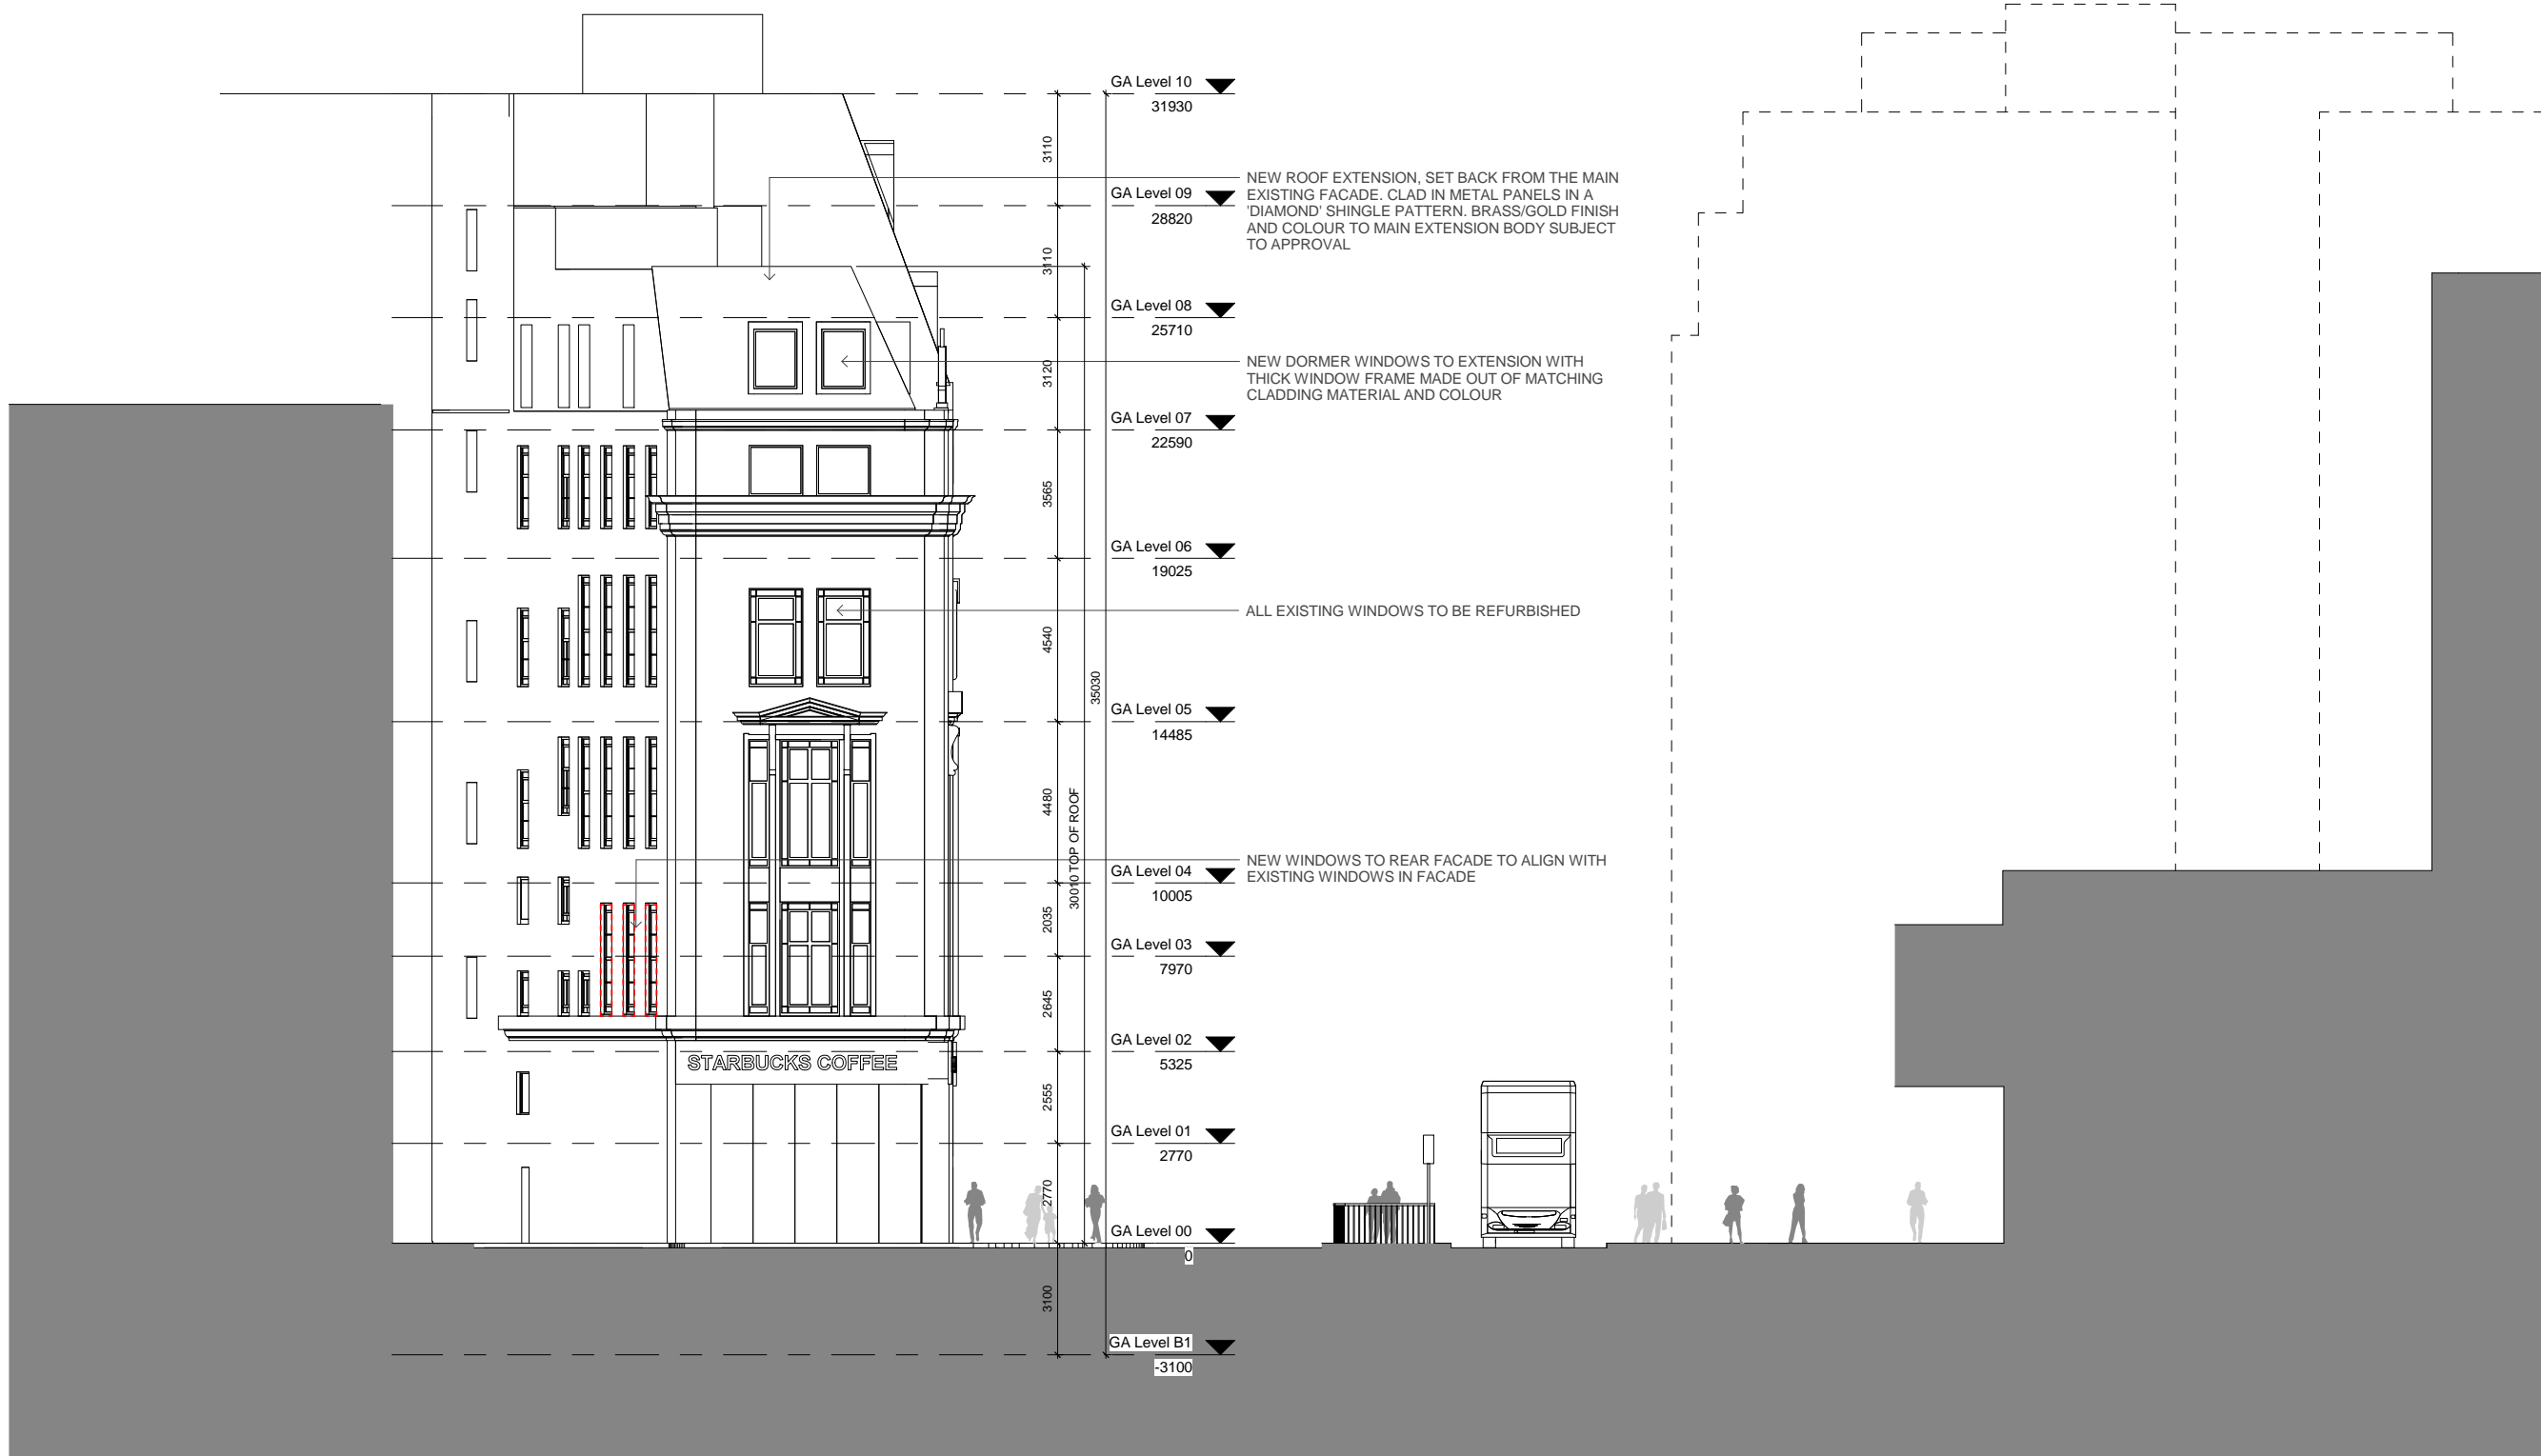 GA Level 10
31930
3110
NEW ROOF EXTENSION, SET BACK FROM THE MAIN
EXISTING FACADE. CLAD IN METAL PANELS IN A
'DIAMOND' SHINGLE PATTERN. BRASS/GOLD FINISH
AND COLOUR TO MAIN EXTENSION BODY SUBJECT
TO APPROVAL
GA Level 09
28820
3110
GA Level 08
25710
3120
NEW DORMER WINDOWS TO EXTENSION WITH
THICK WINDOW FRAME MADE OUT OF MATCHING
CLADDING MATERIAL AND COLOUR
GA Level 07
22590
3565
GA Level 06
19025
ALL EXISTING WINDOWS TO BE REFURBISHED
4540
35030
GA Level 05
14485
4480
30010 TOP OF ROOF
NEW WINDOWS TO REAR FACADE TO ALIGN WITH
EXISTING WINDOWS IN FACADE
GA Level 04
10005
2035
GA Level 03
7970
2645
GA Level 02
5325
STARBUCKS COFFEE
2555
GA Level 01
2770
2770
GA Level 00
0
3100
GA Level B1
-3100